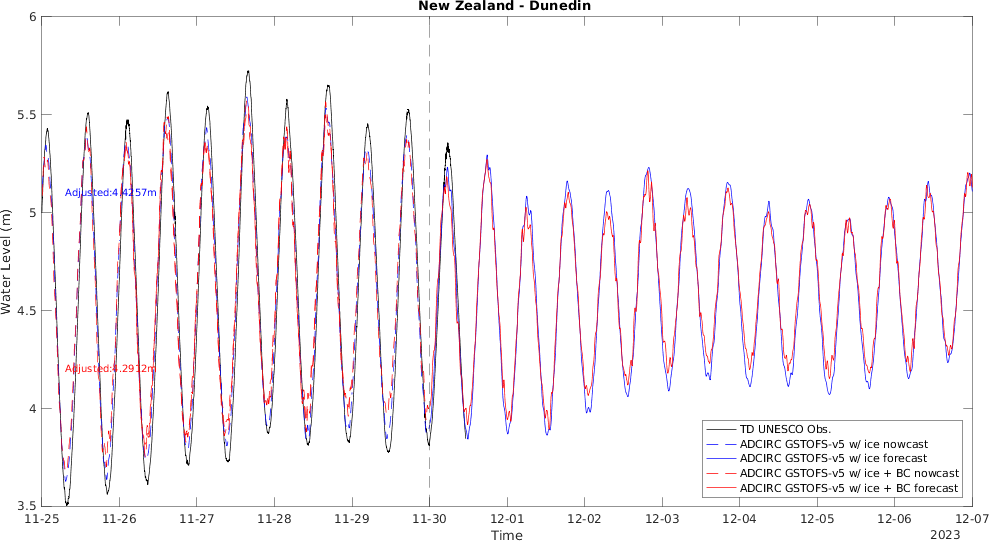 New Zealand - Dunedin
6
5.5
5
4.5
4
3.5
Water Level (m)
Adjusted:4.4257m
Adjusted:4.2912m
TD UNESCO Obs.
ADCIRC GSTOFS-v5 w/ ice nowcast
ADCIRC GSTOFS-v5 w/ ice forecast
ADCIRC GSTOFS-v5 w/ ice + BC nowcast
ADCIRC GSTOFS-v5 w/ ice + BC forecast
11-25 11-26 11-27 11-28 11-29 11-30 12-01 12-02 12-03 12-04 12-05 12-06 12-07
Time
2023